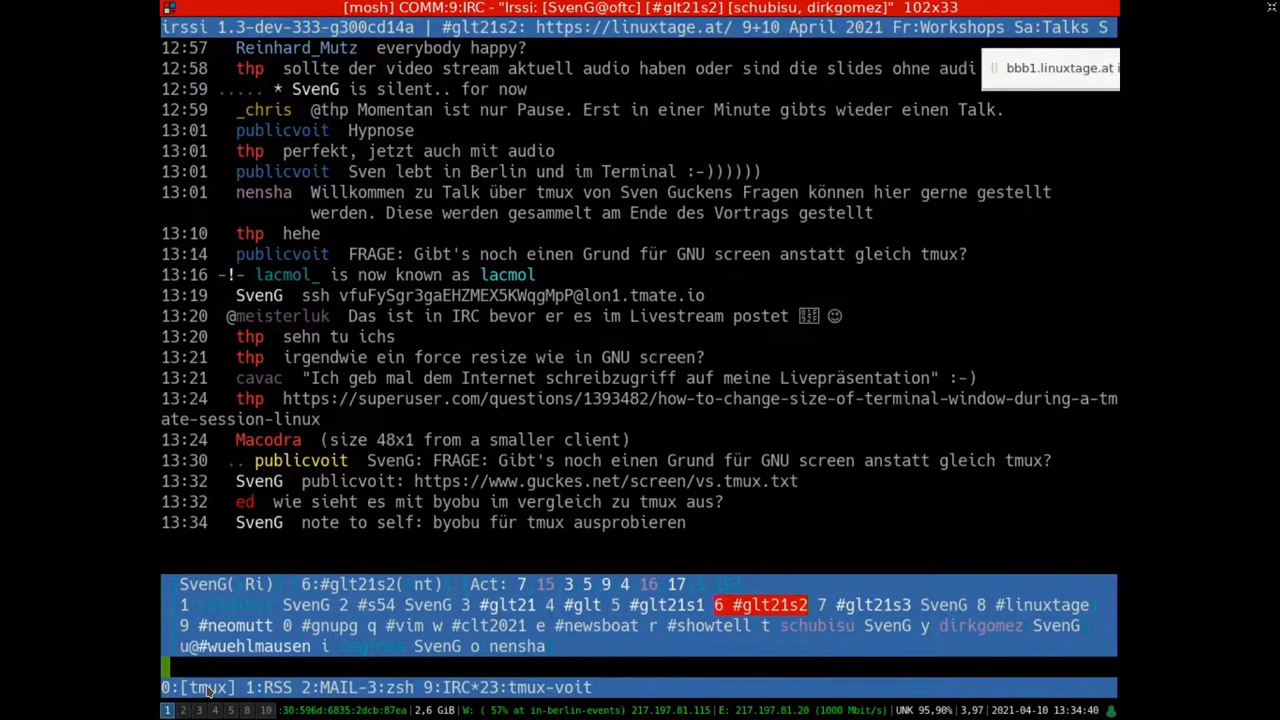 [mosh] COMM:9:IRC - "Irssi: [SvenG@oftc] [#glt21s2] [schubisu, dirkgomez]" 102x33
irssi 1.3-dev-333-g300cd14a | #glt21s2: https://linuxtage.at/ 9+10 April 2021 Fr:Workshops Sa:Talks S
12:57 Reinhard_Mutz everybody happy?
12:58 thp sollte der video stream aktuell audio haben oder sind die slides ohne audi
bbb1.linuxtage.at i
12:59 ..... * SvenG is silent.. for now
12:59 _chris @thp Momentan ist nur Pause. Erst in einer Minute gibts wieder einen Talk.
13:01 publicvoit Hypnose
13:01 thp perfekt, jetzt auch mit audio
13:01 publicvoit Sven lebt in Berlin und im Terminal :-))))))
13:01 nensha Willkommen zu Talk über tmux von Sven Guckens Fragen können hier gerne gestellt
werden. Diese werden gesammelt am Ende des Vortrags gestellt
13:10 thp hehe
13:14 publicvoit FRAGE: Gibt's noch einen Grund für GNU screen anstatt gleich tmux?
13:16 -!- lacmol_ is now known as lacmol
13:19 SvenG ssh vfuFySgr3gaEHZMEX5KWqgMpP@lon1.tmate.io
13:20 @meisterluk Das ist in IRC bevor er es im Livestream postet ☺
13:20 thp sehn tu ichs
13:21 thp irgendwie ein force resize wie in GNU screen?
13:21 cavac "Ich geb mal dem Internet schreibzugriff auf meine Livepräsentation" :-)
13:24 thp https://superuser.com/questions/1393482/how-to-change-size-of-terminal-window-during-a-tm
ate-session-linux
13:24 Macodra (size 48x1 from a smaller client)
13:30 .. publicvoit SvenG: FRAGE: Gibt's noch einen Grund für GNU screen anstatt gleich tmux?
13:32 SvenG publicvoit: https://www.guckes.net/screen/vs.tmux.txt
13:32 ed wie sieht es mit byobu im vergleich zu tmux aus?
13:34 SvenG note to self: byobu für tmux ausprobieren
SvenG( Ri) [6:#glt21s2( nt) [Act: 7 15 3 5 9 4 16 17
1 SvenG 2 #s54 SvenG 3 #glt21 4 #glt 5 #glt21s1 6 #glt21s2 7 #glt21s3 SvenG 8 #linuxtage
9 #neomutt 0 #gnupg q #vim w #clt2021 e #newsboat r #showtell t schubisu SvenG y dirkgomez SvenG
u@#wuehlmausen i SvenG o nensha
0:[tmux] 1:RSS 2:MAIL-3:zsh 9:IRC*23:tmux-voit
1 2 3 4 5 8 10 :30:596d:6835:2dcb:87ea|2,6 GiB|W: ( 57% at in-berlin-events) 217.197.81.115|E: 217.197.81.20 (1000 Mbit/s)|UNK 95,90%|3,97|2021-04-10 13:34:40